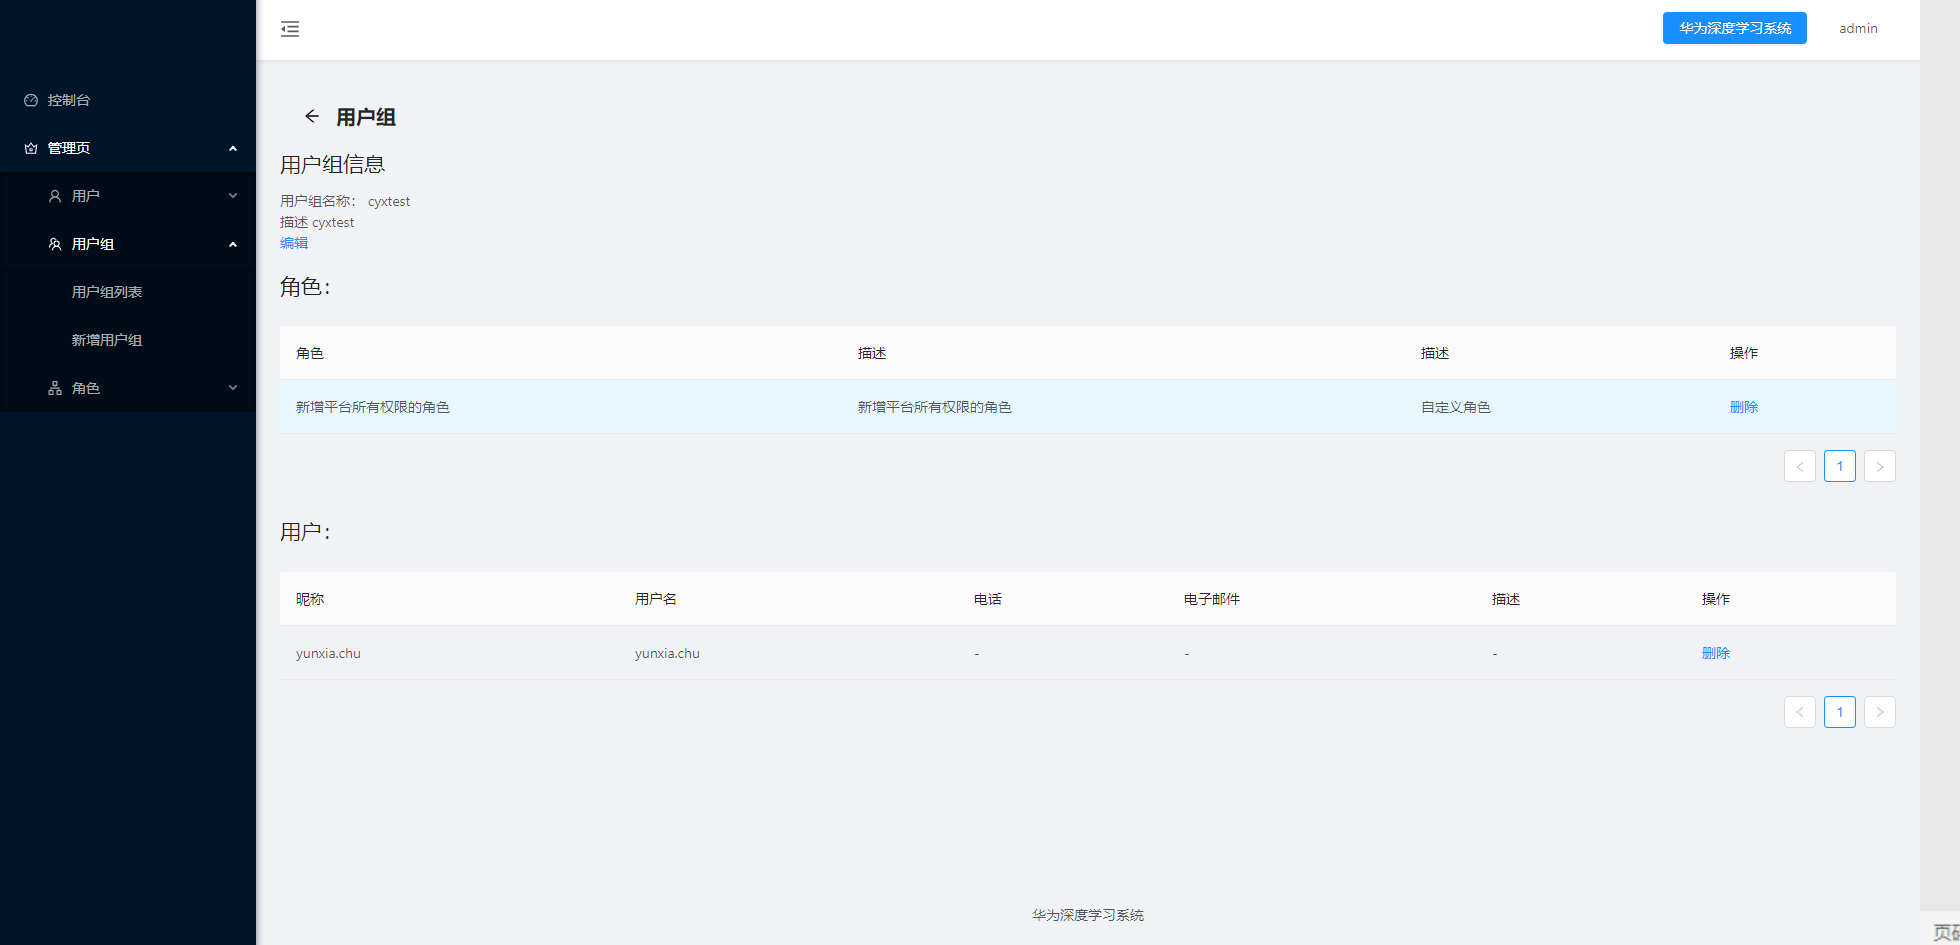 华为深度学习系统 admin
控制台
管理页
用户
用户组
用户组列表
新增用户组
角色
用户组
用户组信息
用户组名称： cyxtest
描述 cyxtest
编辑
角色：
角色 描述 描述 操作
新增平台所有权限的角色 新增平台所有权限的角色 自定义角色 删除
< 1 >
用户：
昵称 用户名 电话 电子邮件 描述 操作
yunxia.chu yunxia.chu - - - 删除
< 1 >
华为深度学习系统
页